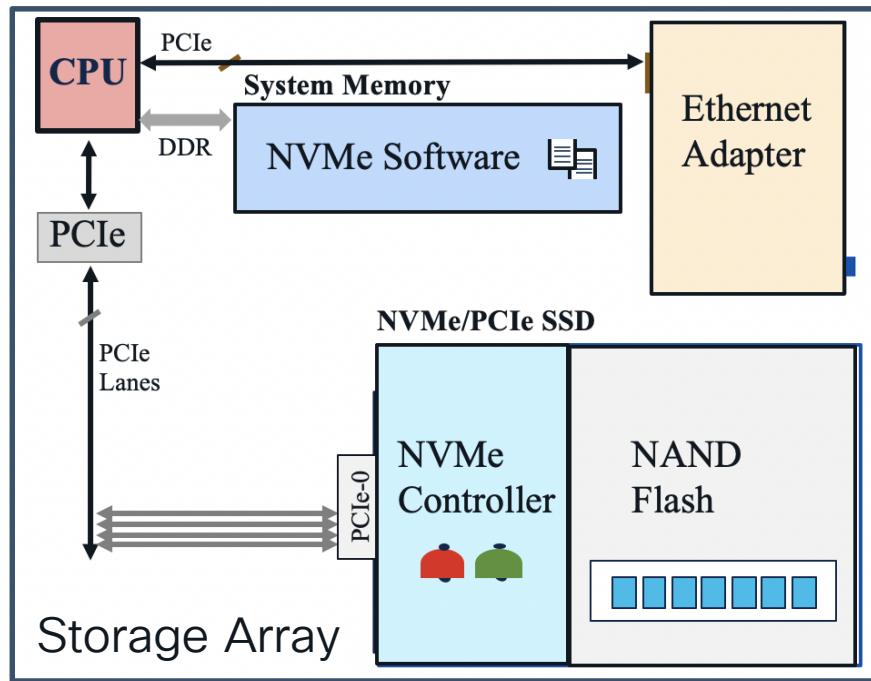 CPU
PCIe
System Memory
DDR
NVMe Software
Ethernet
Adapter
PCIe
NVMe/PCIe SSD
PCIe
Lanes
PCIe-0
NVMe
Controller
NAND
Flash
Storage Array